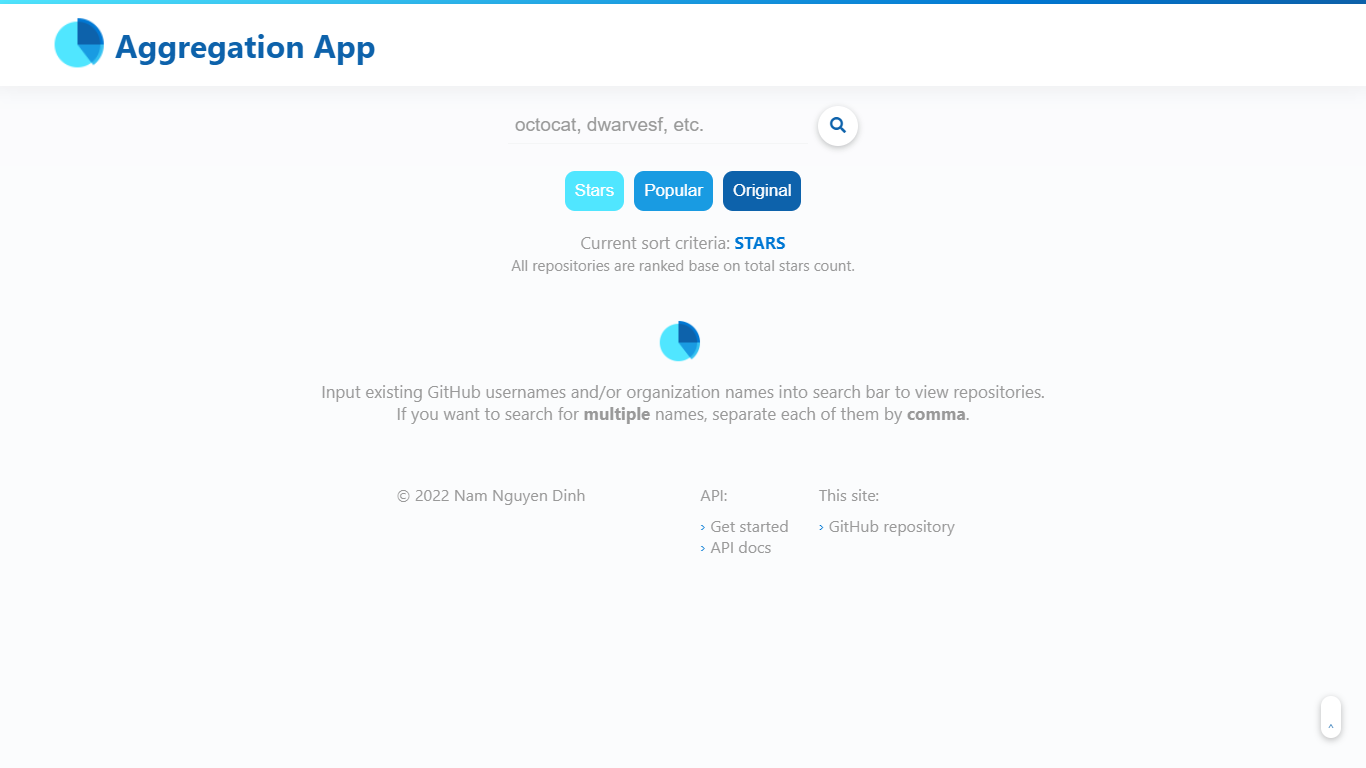 Aggregation App
octocat, dwarvesf, etc.
Stars Popular Original
Current sort criteria: STARS
All repositories are ranked base on total stars count.
Input existing GitHub usernames and/or organization names into search bar to view repositories.
If you want to search for multiple names, separate each of them by comma.
© 2022 Nam Nguyen Dinh
API:
› Get started
› API docs
This site:
› GitHub repository
^